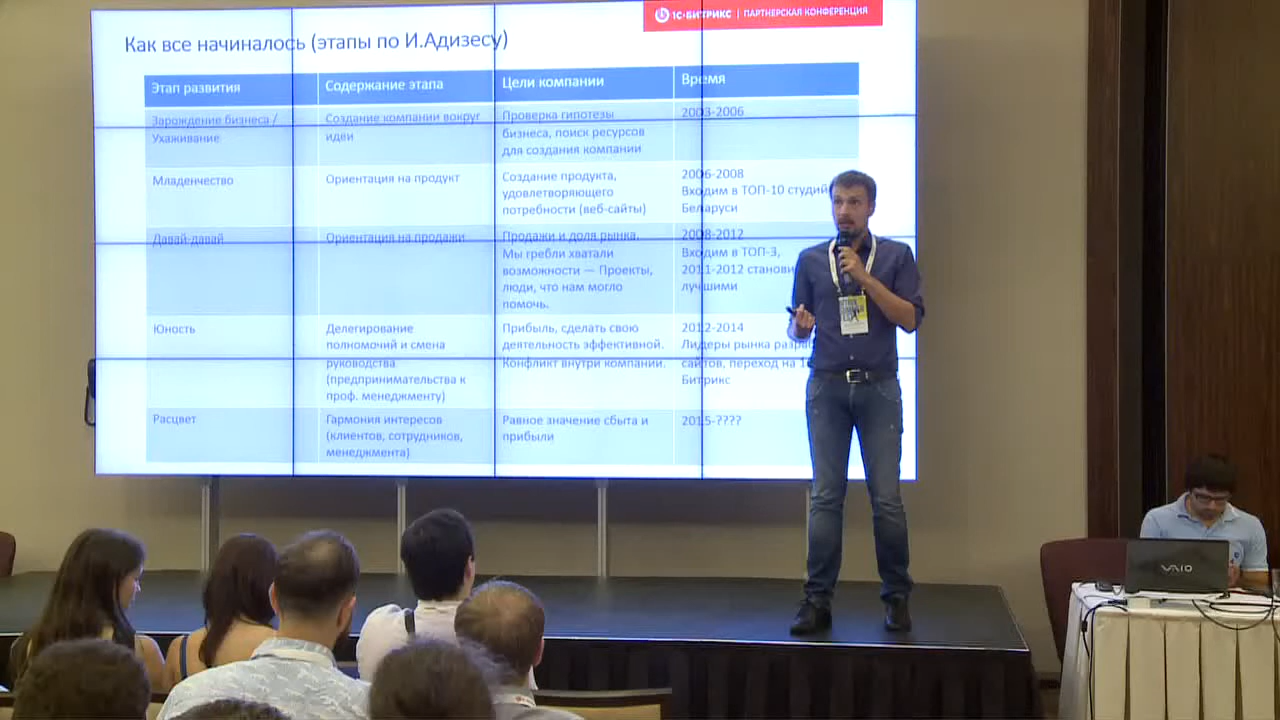 1С·БИТРИКС | ПАРТНЕРСКАЯ КОНФЕРЕНЦИЯ
Как все начиналось (этапы по И.Адизесу)
Этап развития
Содержание этапа
Цели компании
Время
Зарождение бизнеса /
Ухаживание
Создание компании вокруг
идеи
Проверка гипотезы
бизнеса, поиск ресурсов
для создания компании
2003-2006
Младенчество
Ориентация на продукт
Создание продукта,
удовлетворяющего
потребности (веб-сайты)
2006-2008
Входим в ТОП-10 студий
Беларуси
Давай-давай
Ориентация на продажи
Продажи и доля рынка.
Мы гребли хватали
возможности — Проекты,
люди, что нам могло
помочь.
2008-2012
Входим в ТОП-3,
2011-2012
лучшими
Юность
Делегирование
полномочий и смена
руководства
(предпринимательства к
проф. менеджменту)
Прибыль, сделать свою
деятельность эффективной.
Конфликт внутри компании.
2012-2014
Лидеры рынка
сайтов, переход на
Битрикс
Расцвет
Гармония интересов
(клиентов, сотрудников,
менеджмента)
Равное значение сбыта и
прибыли
2015-????
VAIO